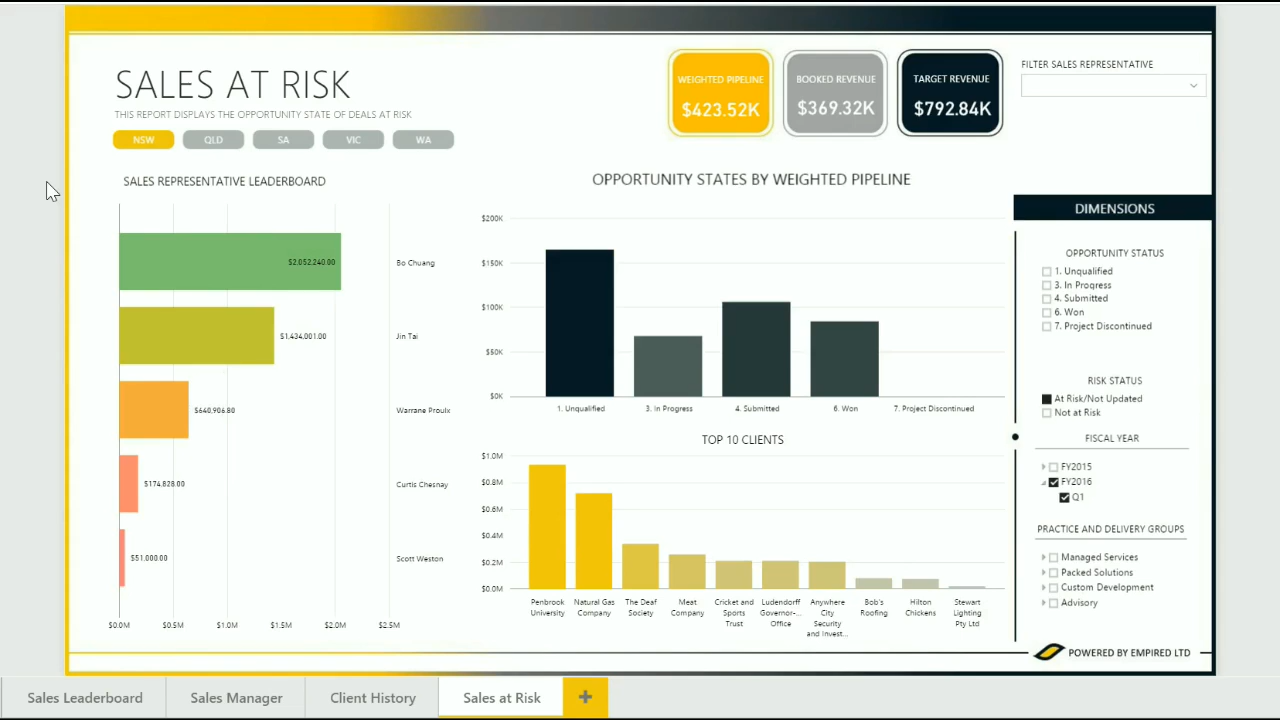 SALES AT RISK
THIS REPORT DISPLAYS THE OPPORTUNITY STATE OF DEALS AT RISK
NSW
QLD
SA
VIC
WA
WEIGHTED PIPELINE
$423.52K
BOOKED REVENUE
$369.32K
TARGET REVENUE
$792.84K
FILTER SALES REPRESENTATIVE
SALES REPRESENTATIVE LEADERBOARD
$2,052,240.00
Bo Chuang
$1,434,001.00
Jin Tai
$640,906.80
Warrane Proulx
$174,828.00
Curtis Chesnay
$51,000.00
Scott Weston
$0.0M
$0.5M
$1.0M
$1.5M
$2.0M
$2.5M
OPPORTUNITY STATES BY WEIGHTED PIPELINE
$200K
$150K
$100K
$50K
$0K
1. Unqualified
3. In Progress
4. Submitted
6. Won
7. Project Discontinued
TOP 10 CLIENTS
$1.0M
$0.8M
$0.6M
$0.4M
$0.2M
$0.0M
Penbrook
University
Natural Gas
Company
The Deaf
Society
Meat
Company
Cricket and
Sports
Trust
Ludendorff
Governor-...
Office
Anywhere
City
Security
and Invest...
Bob's
Roofing
Hilton
Chickens
Stewart
Lighting
Pty Ltd
DIMENSIONS
OPPORTUNITY STATUS
1. Unqualified
3. In Progress
4. Submitted
6. Won
7. Project Discontinued
RISK STATUS
At Risk/Not Updated
Not at Risk
FISCAL YEAR
FY2015
FY2016
Q1
PRACTICE AND DELIVERY GROUPS
Managed Services
Packed Solutions
Custom Development
Advisory
POWERED BY EMPIRED LTD
Sales Leaderboard
Sales Manager
Client History
Sales at Risk
+